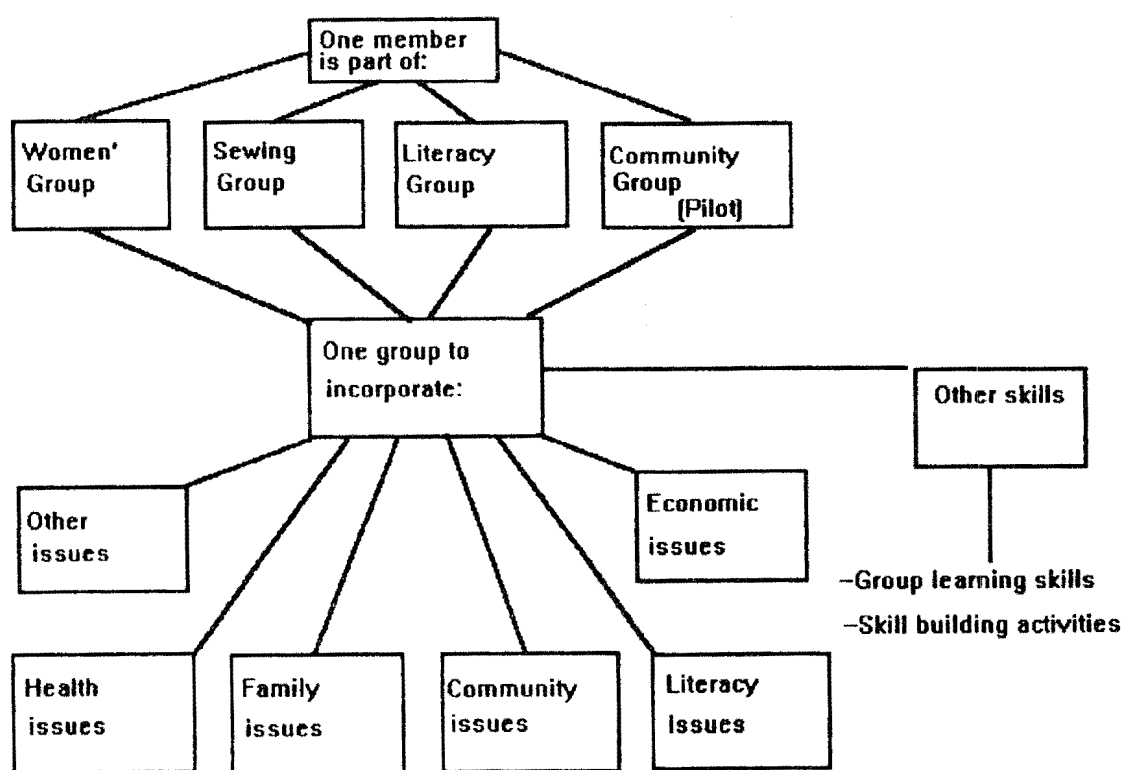 One member
is part of:
Women'
Group
Sewing
Group
Literacy
Group
Community
Group
(Pilot)
One group to
incorporate:
Other skills
Other
issues
Economic
issues
–Group learning skills
–Skill building activities
Health
issues
Family
issues
Community
issues
Literacy
Issues